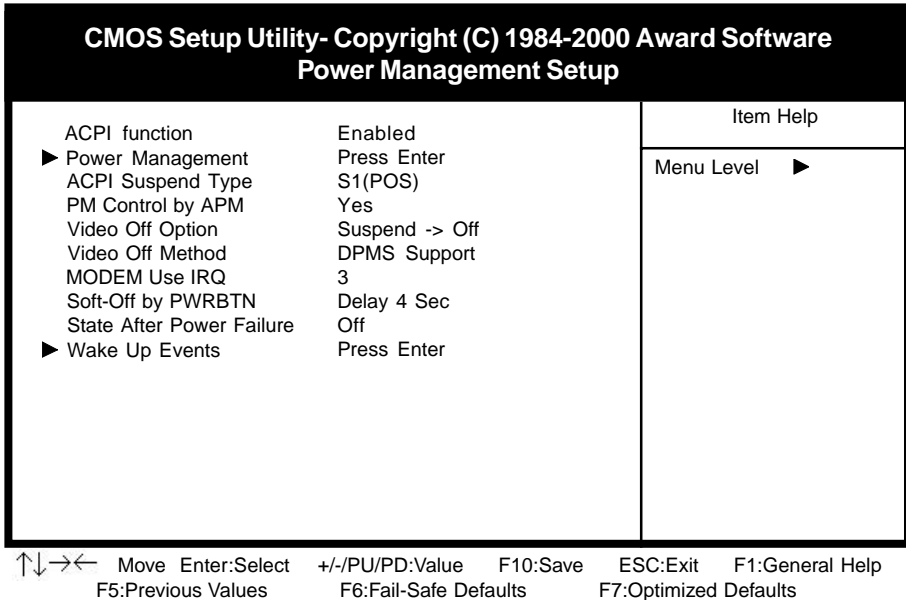 CMOS Setup Utility- Copyright (C) 1984-2000 Award Software
Power Management Setup
ACPI function Enabled
▶ Power Management Press Enter
ACPI Suspend Type S1(POS)
PM Control by APM Yes
Video Off Option Suspend -> Off
Video Off Method DPMS Support
MODEM Use IRQ 3
Soft-Off by PWRBTN Delay 4 Sec
State After Power Failure Off
▶ Wake Up Events Press Enter
Item Help
Menu Level ▶
↑↓→← Move Enter:Select +/-/PU/PD:Value F10:Save ESC:Exit F1:General Help
F5:Previous Values F6:Fail-Safe Defaults F7:Optimized Defaults